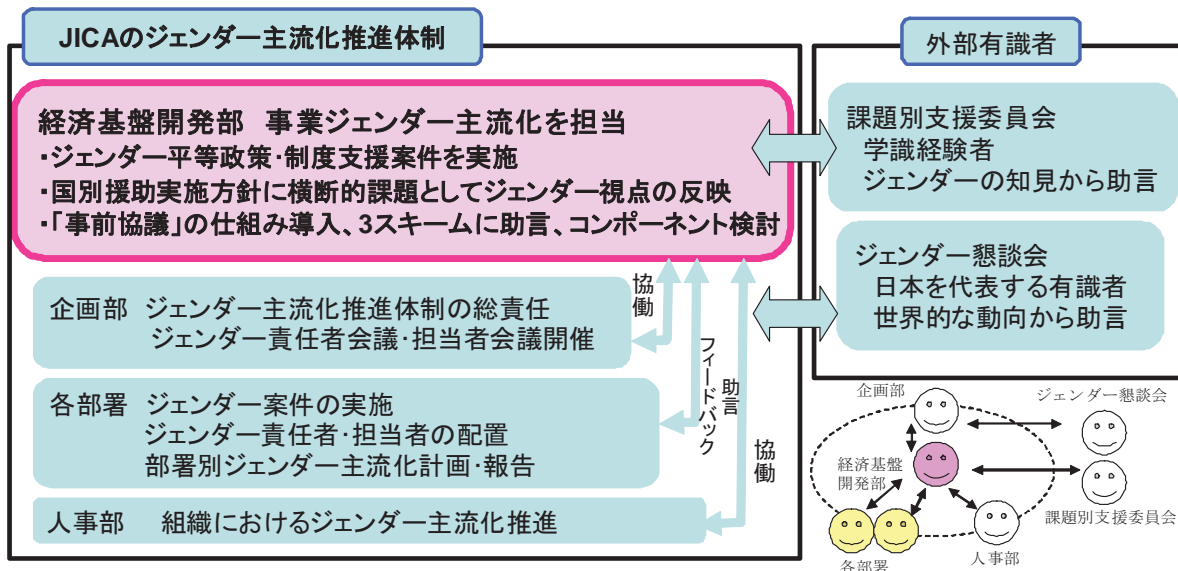 JICAのジェンダー主流化推進体制
経済基盤開発部 事業ジェンダー主流化を担当
・ジェンダー平等政策・制度支援案件を実施
・国別援助実施方針に横断的課題としてジェンダー視点の反映
・「事前協議」の仕組み導入、3スキームに助言、コンポーネント検討
企画部 ジェンダー主流化推進体制の総責任
ジェンダー責任者会議・担当者会議開催
各部署 ジェンダー案件の実施
ジェンダー責任者・担当者の配置
部署別ジェンダー主流化計画・報告
人事部 組織におけるジェンダー主流化推進
協働
フィードバック
助言
協働
外部有識者
課題別支援委員会
学識経験者
ジェンダーの知見から助言
ジェンダー懇談会
日本を代表する有識者
世界的な動向から助言
企画部
ジェンダー懇談会
経済基盤
開発部
課題別支援委員会
人事部
各部署